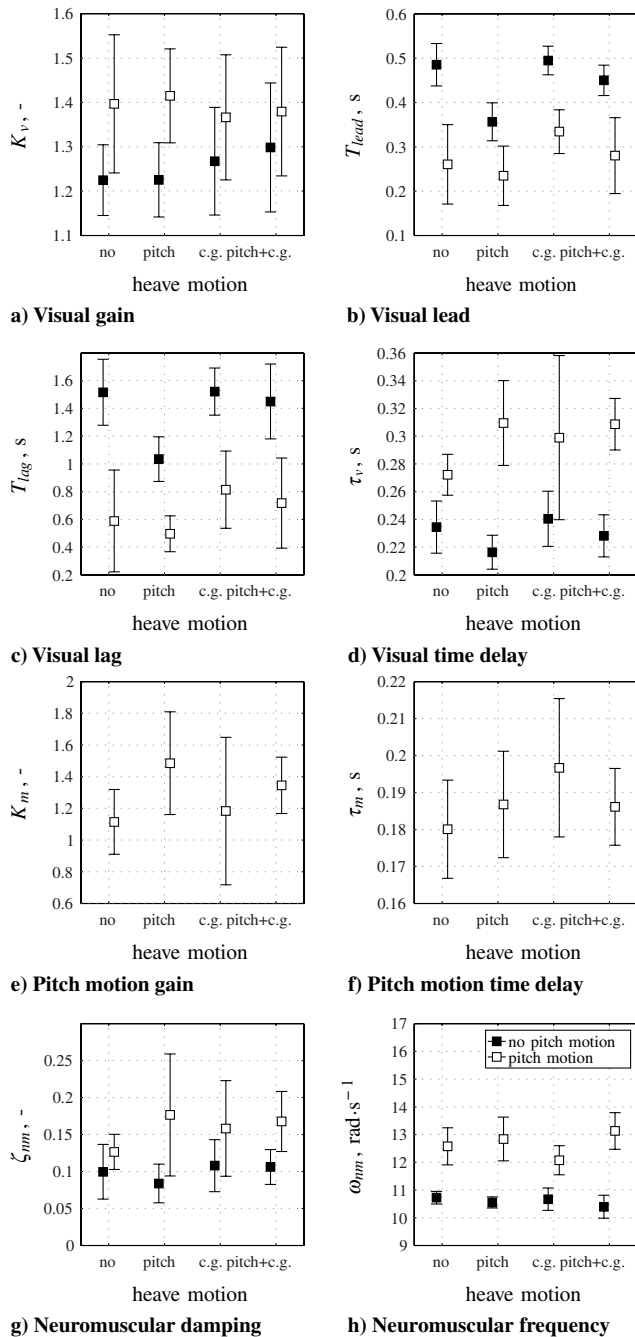 1.6
1.5
1.4
1.3
1.2
1.1
K_v, -
no pitch c.g. pitch+c.g.
heave motion
a) Visual gain
0.6
0.5
0.4
0.3
0.2
0.1
T_lead, s
no pitch c.g. pitch+c.g.
heave motion
b) Visual lead
1.6
1.4
1.2
1
0.8
0.6
0.4
0.2
T_lag, s
no pitch c.g. pitch+c.g.
heave motion
c) Visual lag
0.36
0.34
0.32
0.3
0.28
0.26
0.24
0.22
0.2
τ_v, s
no pitch c.g. pitch+c.g.
heave motion
d) Visual time delay
2
1.8
1.6
1.4
1.2
1
0.8
0.6
K_m, -
no pitch c.g. pitch+c.g.
heave motion
e) Pitch motion gain
0.22
0.21
0.2
0.19
0.18
0.17
0.16
τ_m, s
no pitch c.g. pitch+c.g.
heave motion
f) Pitch motion time delay
0.25
0.2
0.15
0.1
0.05
0
ζ_nm, -
no pitch c.g. pitch+c.g.
heave motion
g) Neuromuscular damping
17
16
15
14
13
12
11
10
9
ω_nm, rad·s⁻¹
no pitch motion
pitch motion
no pitch c.g. pitch+c.g.
heave motion
h) Neuromuscular frequency